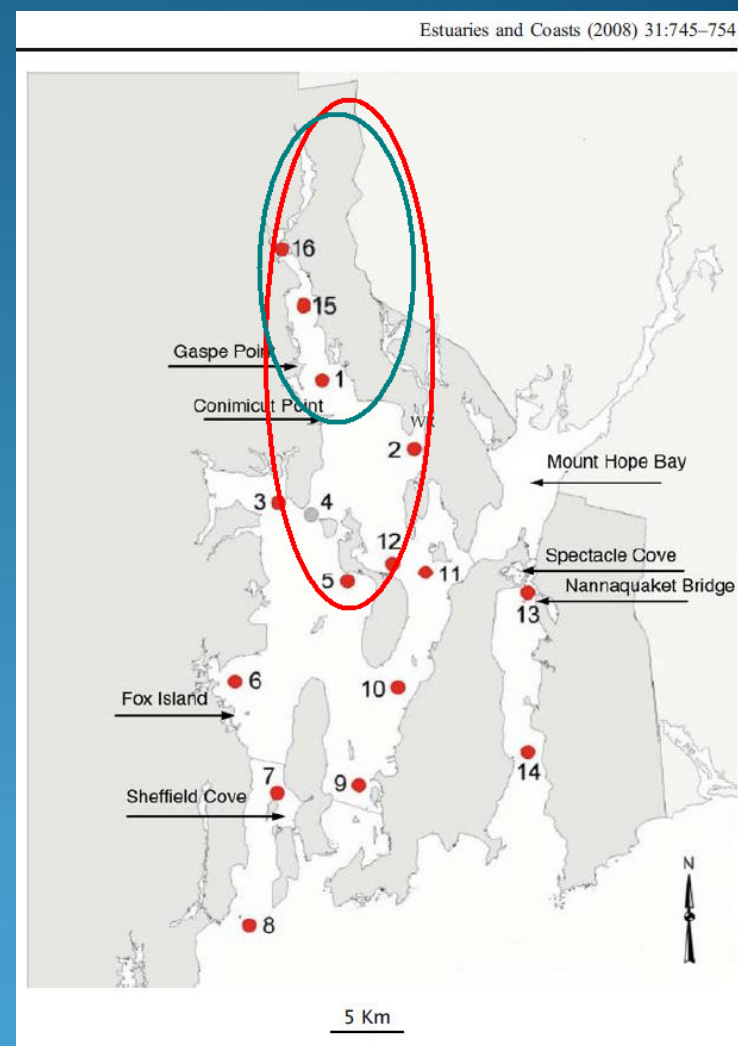 Estuaries and Coasts (2008) 31:745–754
16
15
Gaspe Point
1
Conimicut Point
WR
2
Mount Hope Bay
3
4
12
Spectacle Cove
5
11
Nannaquaket Bridge
13
6
10
Fox Island
14
7
9
Sheffield Cove
N
8
5 Km